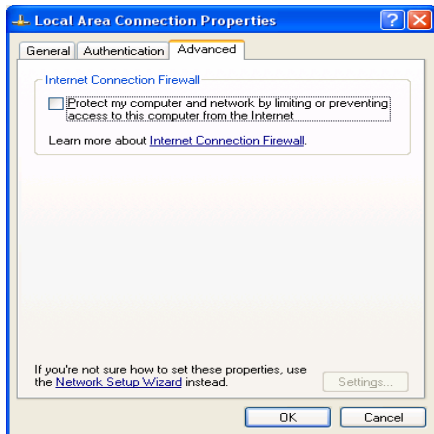 Local Area Connection Properties
General Authentication Advanced
Internet Connection Firewall
Protect my computer and network by limiting or preventing
access to this computer from the Internet
Learn more about Internet Connection Firewall.
If you're not sure how to set these properties, use
the Network Setup Wizard instead.
Settings...
OK Cancel